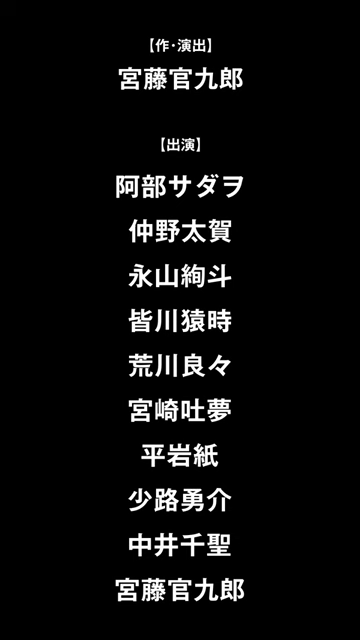 【作・演出】
宮藤官九郎
【出演】
阿部サダヲ
仲野太賀
永山絢斗
皆川猿時
荒川良々
宮崎吐夢
平岩紙
少路勇介
中井千聖
宮藤官九郎